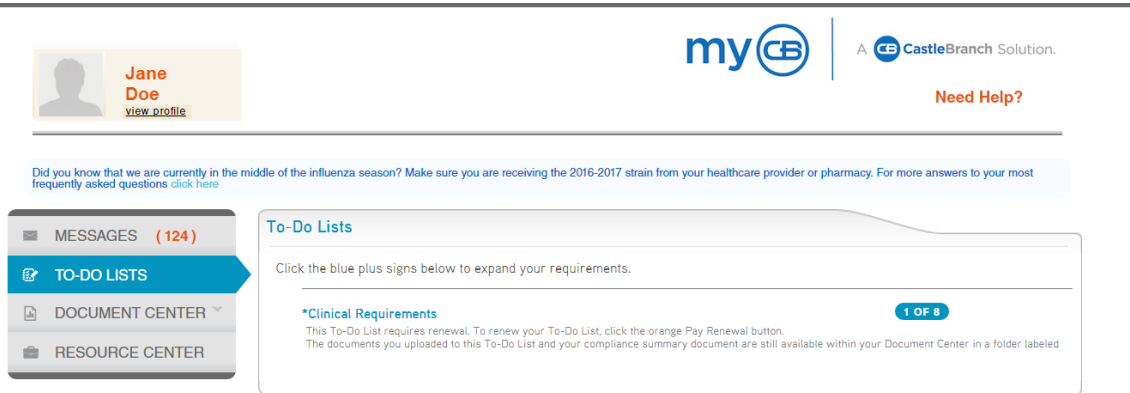 my CB
A CB CastleBranch Solution.
Jane
Doe
view profile
Need Help?
Did you know that we are currently in the middle of the influenza season? Make sure you are receiving the 2016-2017 strain from your healthcare provider or pharmacy. For more answers to your most
frequently asked questions click here
MESSAGES (124)
TO-DO LISTS
DOCUMENT CENTER
RESOURCE CENTER
To-Do Lists
Click the blue plus signs below to expand your requirements.
*Clinical Requirements
1 OF 8
This To-Do List requires renewal. To renew your To-Do List, click the orange Pay Renewal button.
The documents you uploaded to this To-Do List and your compliance summary document are still available within your Document Center in a folder labeled